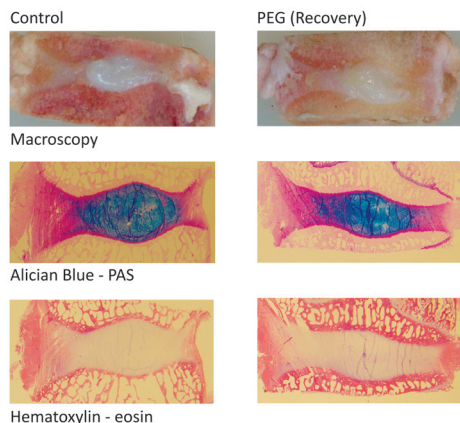 Control
PEG (Recovery)
Macroscopy
Alician Blue - PAS
Hematoxylin - eosin